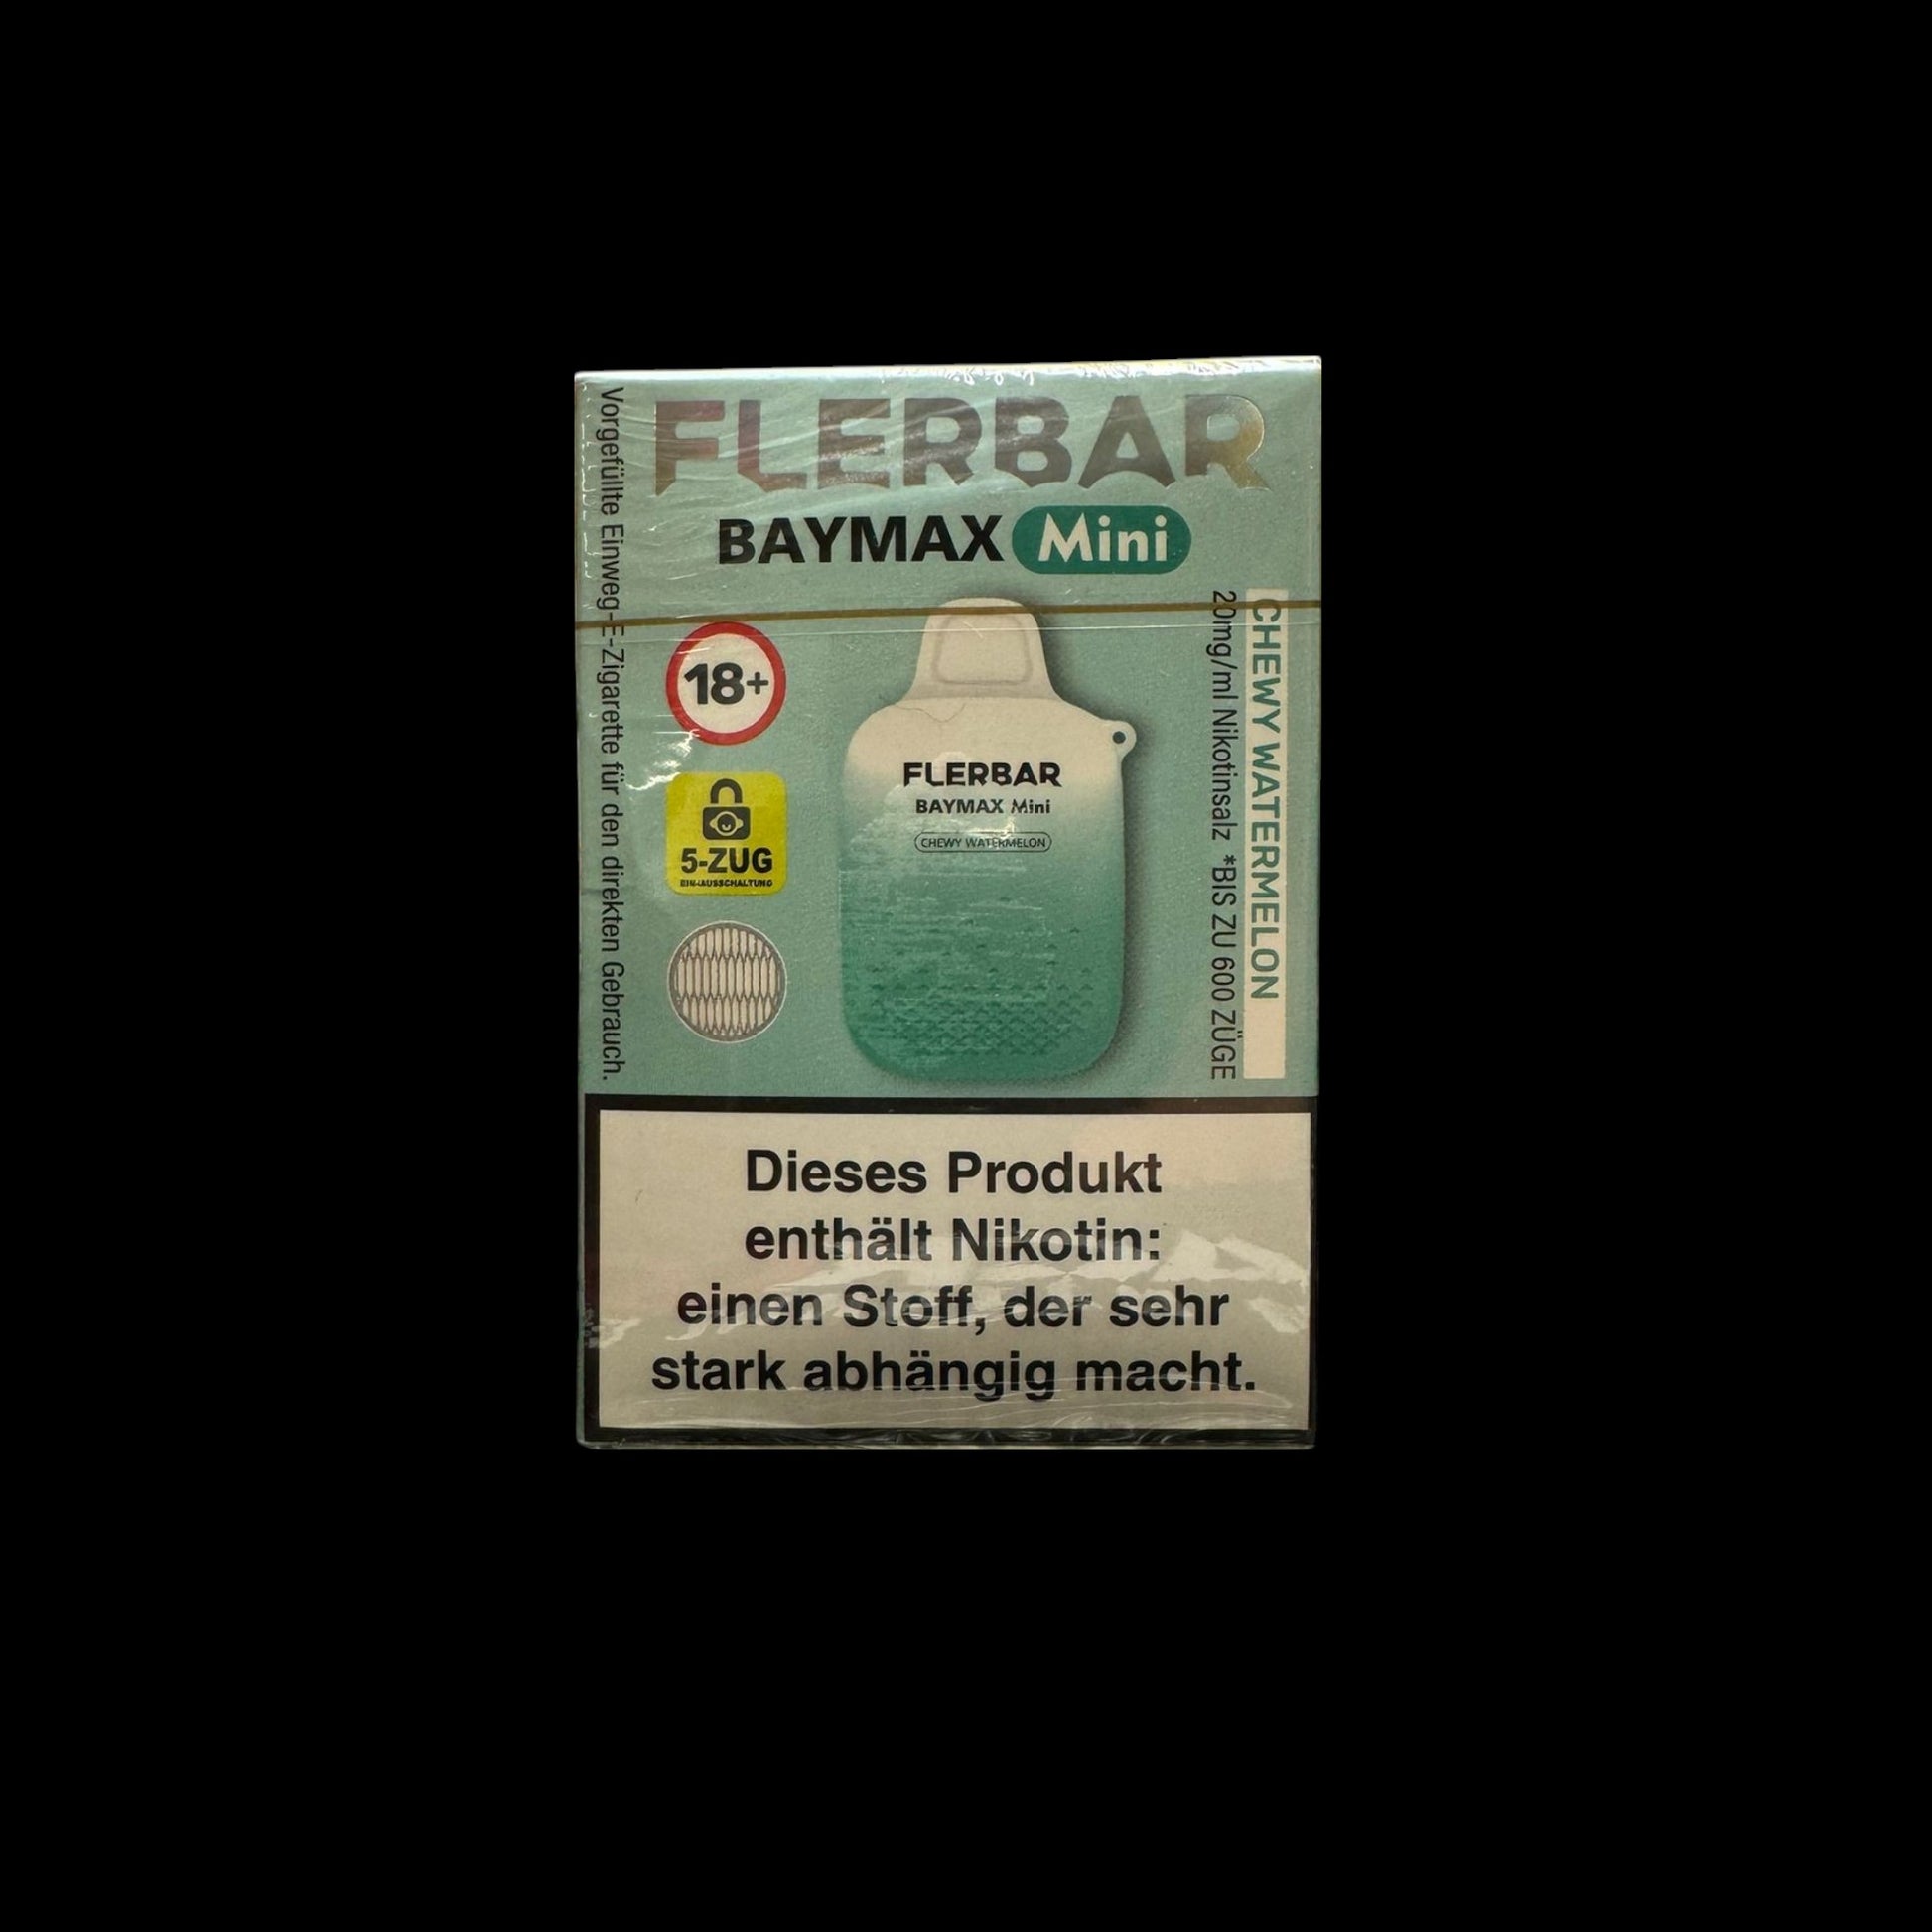 FLERBAR
BAYMAX Mini
Vorgefüllte Einweg-E-Zigarette für den direkten Gebrauch.
18+
5-ZUG
EIN-/AUSSCHALTUNG
FLERBAR
BAYMAX Mini
CHEWY WATERMELON
CHEWY WATERMELON
20mg/ml Nikotinsalz *BIS ZU 600 ZÜGE
Dieses Produkt
enthält Nikotin:
einen Stoff, der sehr
stark abhängig macht.